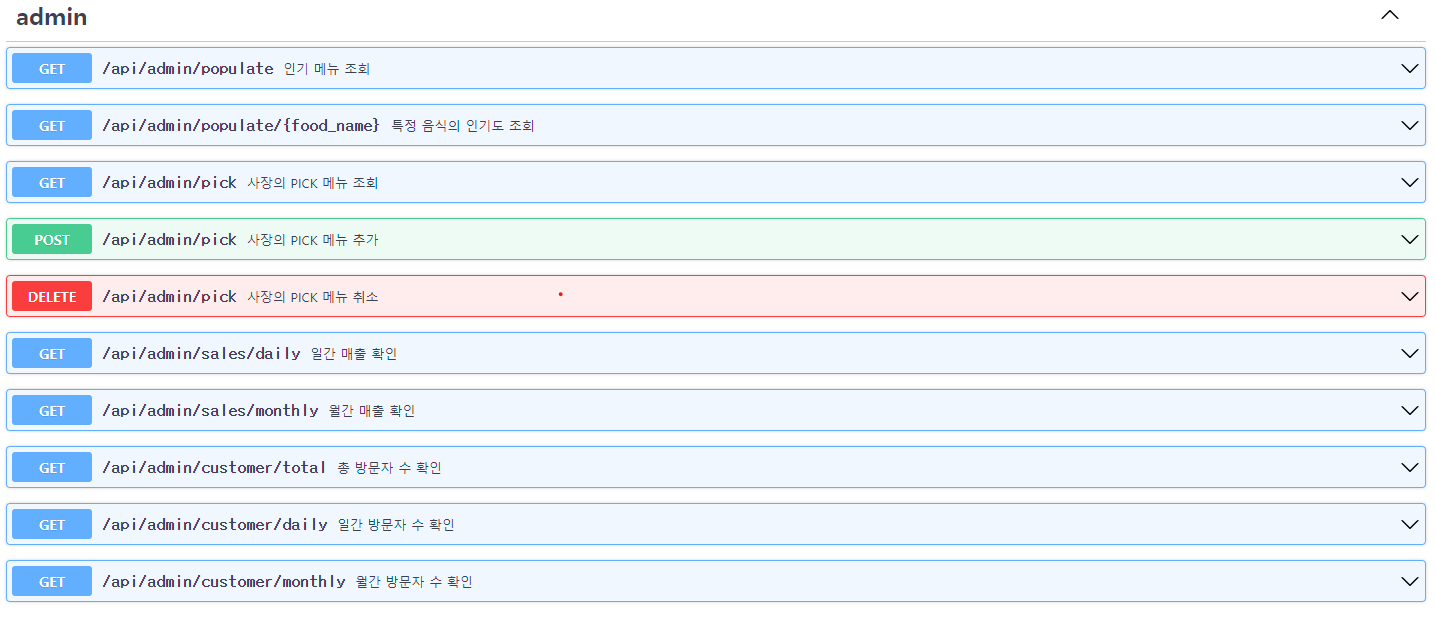 admin
GET /api/admin/populate 인기 메뉴 조회
GET /api/admin/populate/{food_name} 특정 음식의 인기도 조회
GET /api/admin/pick 사장의 PICK 메뉴 조회
POST /api/admin/pick 사장의 PICK 메뉴 추가
DELETE /api/admin/pick 사장의 PICK 메뉴 취소
GET /api/admin/sales/daily 일간 매출 확인
GET /api/admin/sales/monthly 월간 매출 확인
GET /api/admin/customer/total 총 방문자 수 확인
GET /api/admin/customer/daily 일간 방문자 수 확인
GET /api/admin/customer/monthly 월간 방문자 수 확인